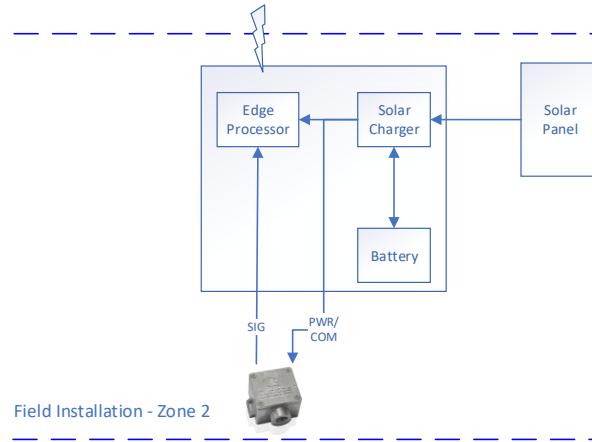 Edge
Processor
Solar
Charger
Solar
Panel
Battery
SIG
PWR/
COM
Field Installation - Zone 2